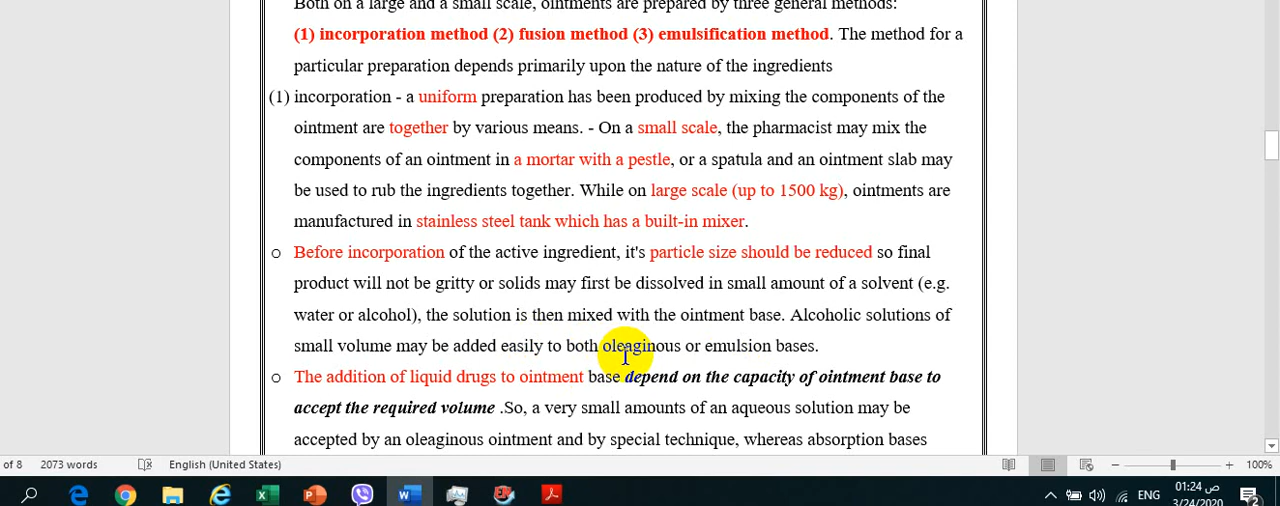 Both on a large and a small scale, ointments are prepared by three general methods:
(1) incorporation method (2) fusion method (3) emulsification method. The method for a
particular preparation depends primarily upon the nature of the ingredients
(1) incorporation - a uniform preparation has been produced by mixing the components of the
ointment are together by various means. - On a small scale, the pharmacist may mix the
components of an ointment in a mortar with a pestle, or a spatula and an ointment slab may
be used to rub the ingredients together. While on large scale (up to 1500 kg), ointments are
manufactured in stainless steel tank which has a built-in mixer.
o Before incorporation of the active ingredient, it's particle size should be reduced so final
product will not be gritty or solids may first be dissolved in small amount of a solvent (e.g.
water or alcohol), the solution is then mixed with the ointment base. Alcoholic solutions of
small volume may be added easily to both oleaginous or emulsion bases.
o The addition of liquid drugs to ointment base depend on the capacity of ointment base to
accept the required volume .So, a very small amounts of an aqueous solution may be
accepted by an oleaginous ointment and by special technique, whereas absorption bases
of 8 2073 words English (United States) 100%
ENG 01:24 ص
3/24/2020 2